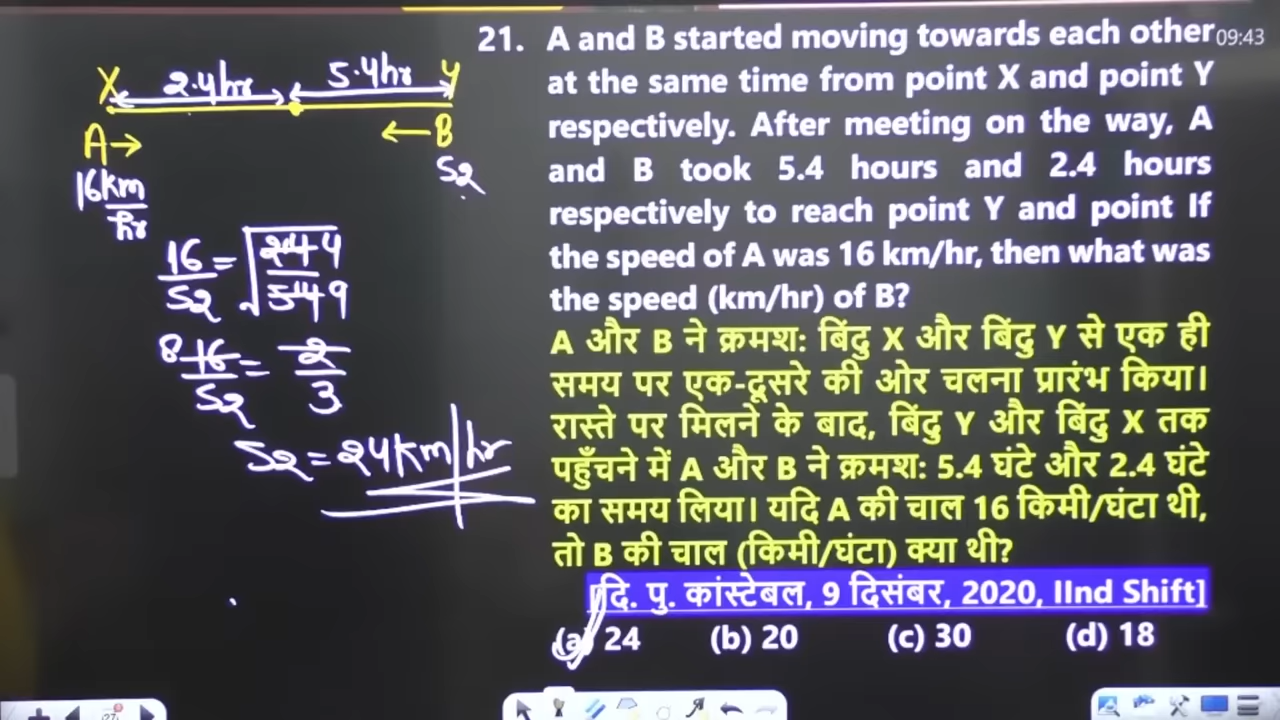 21. A and B started moving towards each other
09:43
at the same time from point X and point Y
respectively. After meeting on the way, A
and B took 5.4 hours and 2.4 hours
respectively to reach point Y and point If
the speed of A was 16 km/hr, then what was
the speed (km/hr) of B?
A और B ने क्रमश: बिंदु X और बिंदु Y से एक ही
समय पर एक-दूसरे की ओर चलना प्रारंभ किया।
रास्ते पर मिलने के बाद, बिंदु Y और बिंदु X तक
पहुँचने में A और B ने क्रमश: 5.4 घंटे और 2.4 घंटे
का समय लिया। यदि A की चाल 16 किमी/घंटा थी,
तो B की चाल (किमी/घंटा) क्या थी?
[दि. पु. कांस्टेबल, 9 दिसंबर, 2020, IInd Shift]
(a) 24 (b) 20 (c) 30 (d) 18
X 2.4hr 5.4hr Y
A→ ←B
16km/hr S2
16/S2 = √(24 4/54 9)
8 16/S2 = 2/3
S2 = 24km/hr